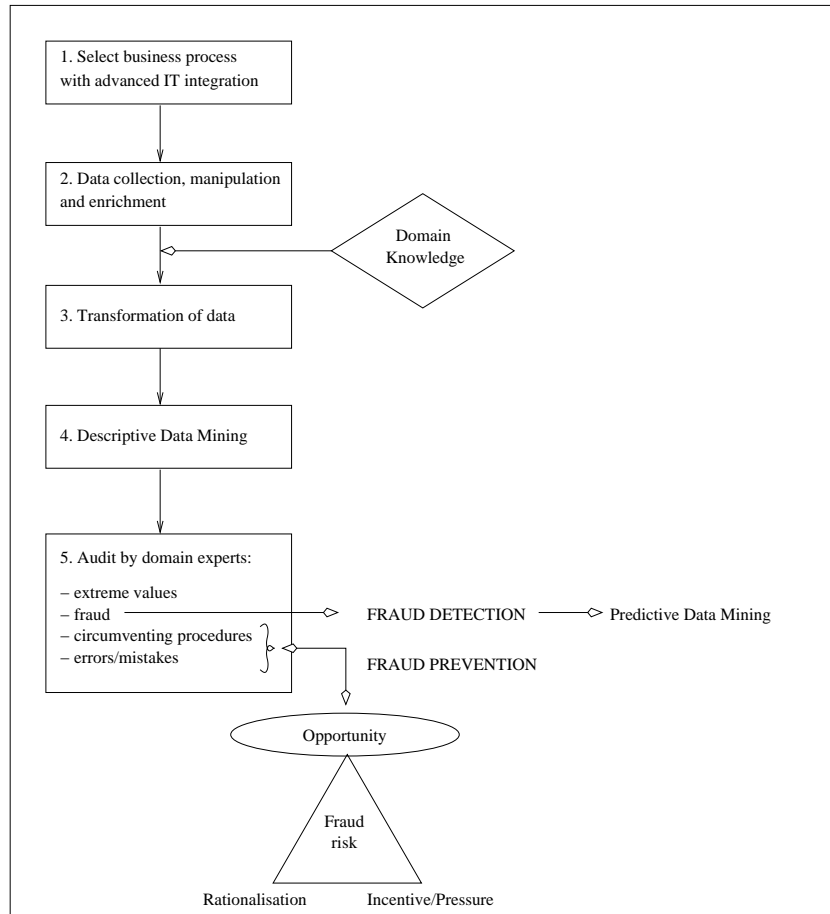 1. Select business process
with advanced IT integration
2. Data collection, manipulation
and enrichment
Domain
Knowledge
3. Transformation of data
4. Descriptive Data Mining
5. Audit by domain experts:
– extreme values
– fraud
FRAUD DETECTION
Predictive Data Mining
– circumventing procedures
– errors/mistakes
FRAUD PREVENTION
Opportunity
Fraud
risk
Rationalisation
Incentive/Pressure